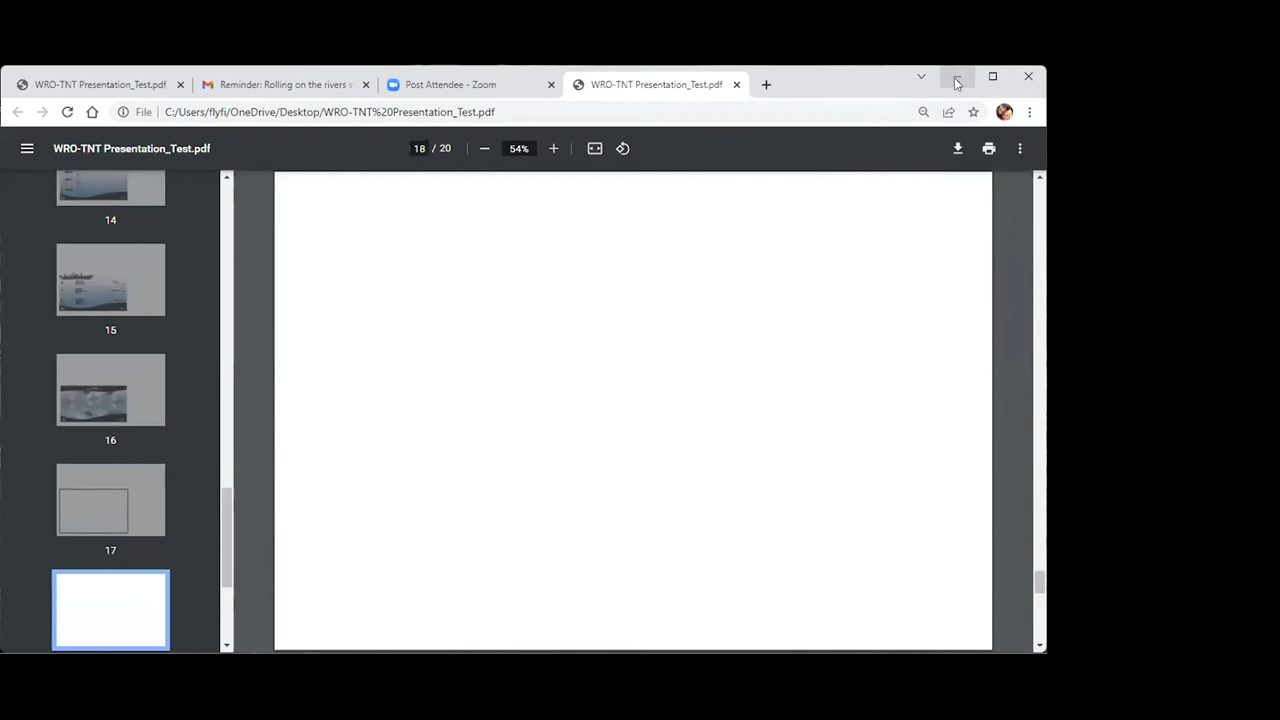 WRO-TNT Presentation_Test.pdf
Reminder: Rolling on the rivers s
Post Attendee - Zoom
WRO-TNT Presentation_Test.pdf
File
C:/Users/flyfi/OneDrive/Desktop/WRO-TNT%20Presentation_Test.pdf
WRO-TNT Presentation_Test.pdf
18 / 20
54%
14
15
16
17